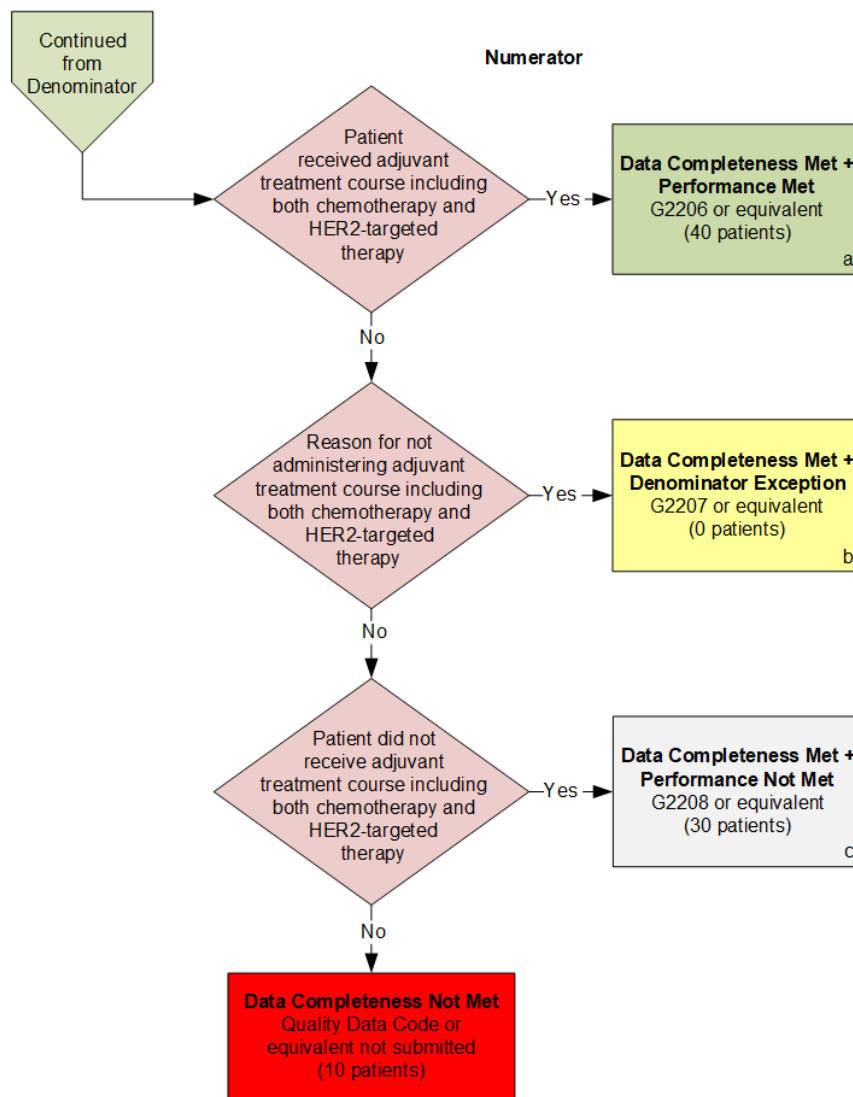 Continued
from
Denominator
Numerator
Patient
received adjuvant
treatment course including
both chemotherapy and
HER2-targeted
therapy
Yes
Data Completeness Met +
Performance Met
G2206 or equivalent
(40 patients)
a
No
Reason for not
administering adjuvant
treatment course including
both chemotherapy and
HER2-targeted
therapy
Yes
Data Completeness Met +
Denominator Exception
G2207 or equivalent
(0 patients)
b
No
Patient did not
receive adjuvant
treatment course including
both chemotherapy and
HER2-targeted
therapy
Yes
Data Completeness Met +
Performance Not Met
G2208 or equivalent
(30 patients)
c
No
Data Completeness Not Met
Quality Data Code or
equivalent not submitted
(10 patients)